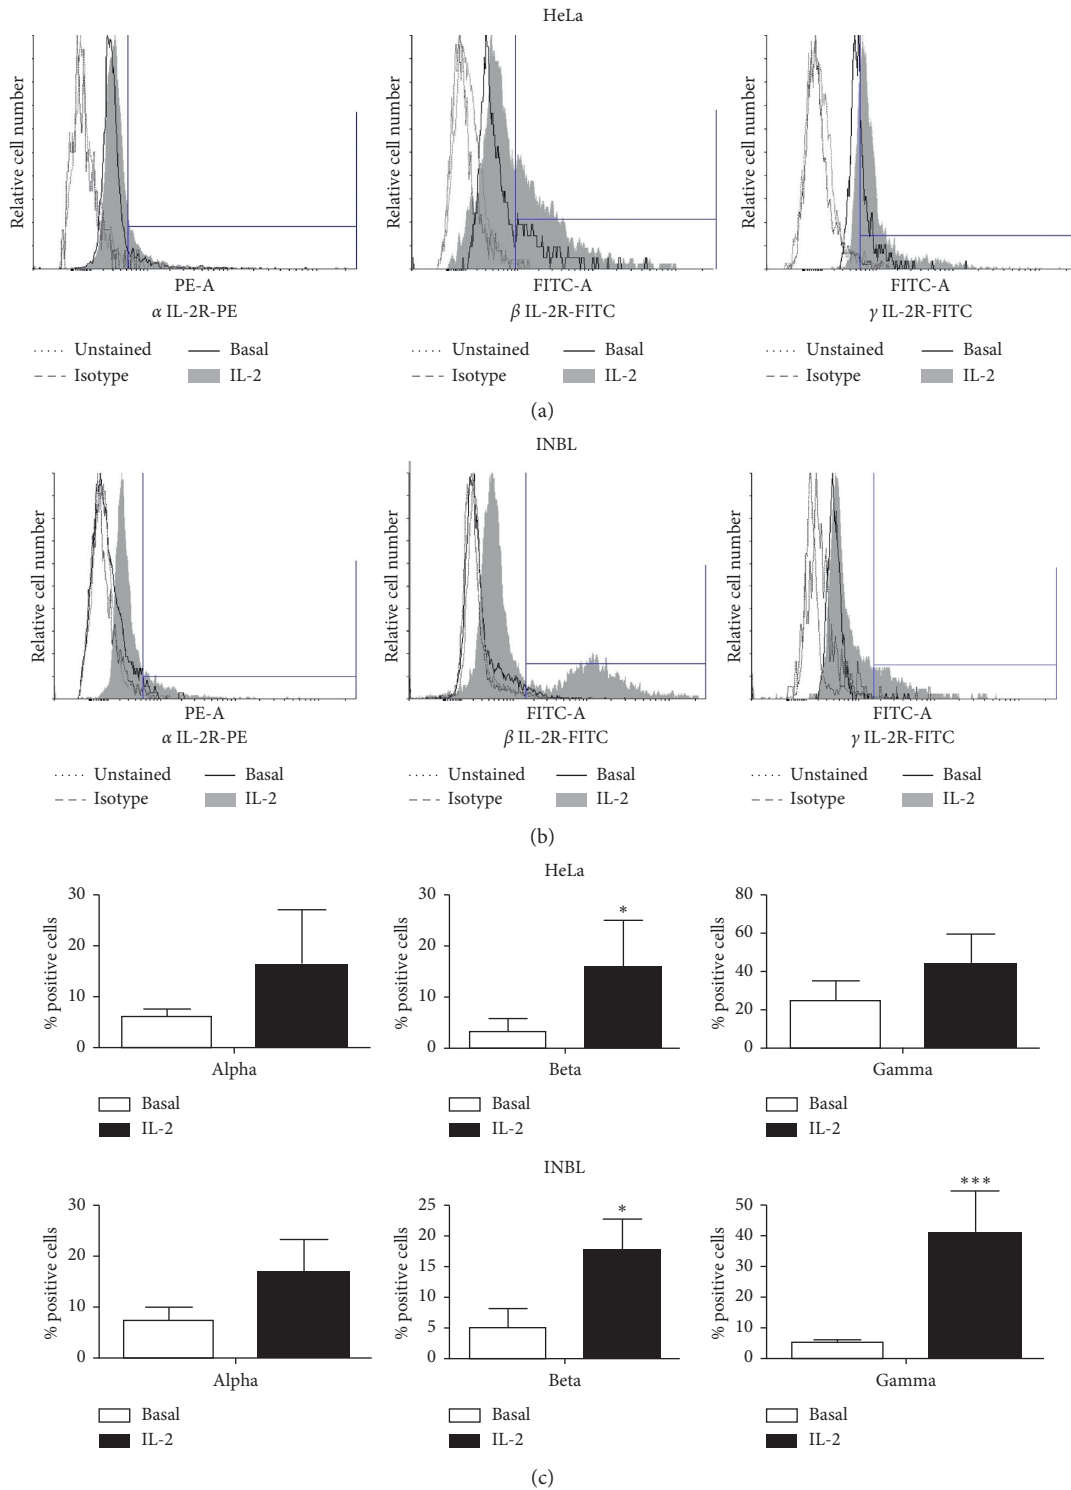 HeLa
Relative cell number
Relative cell number
Relative cell number
PE-A
FITC-A
FITC-A
α IL-2R-PE
β IL-2R-FITC
γ IL-2R-FITC
Unstained
Basal
Isotype
IL-2
Unstained
Basal
Isotype
IL-2
Unstained
Basal
Isotype
IL-2
(a)
INBL
Relative cell number
Relative cell number
Relative cell number
PE-A
FITC-A
FITC-A
α IL-2R-PE
β IL-2R-FITC
γ IL-2R-FITC
Unstained
Basal
Isotype
IL-2
Unstained
Basal
Isotype
IL-2
Unstained
Basal
Isotype
IL-2
(b)
HeLa
% positive cells
30
20
10
0
Alpha
Basal
IL-2
% positive cells
30
20
10
0
*
Beta
Basal
IL-2
% positive cells
80
60
40
20
0
Gamma
Basal
IL-2
INBL
% positive cells
30
20
10
0
Alpha
Basal
IL-2
% positive cells
25
20
15
10
5
0
*
Beta
Basal
IL-2
% positive cells
50
40
30
20
10
0
***
Gamma
Basal
IL-2
(c)